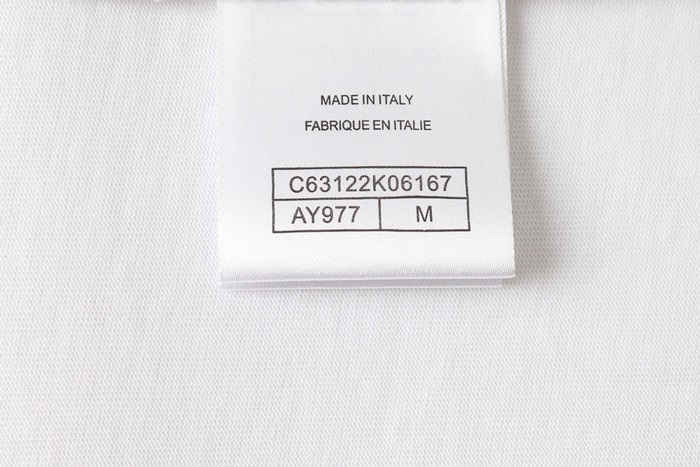 MADE IN ITALY
FABRIQUE EN ITALIE
C63122K06167
AY977 M